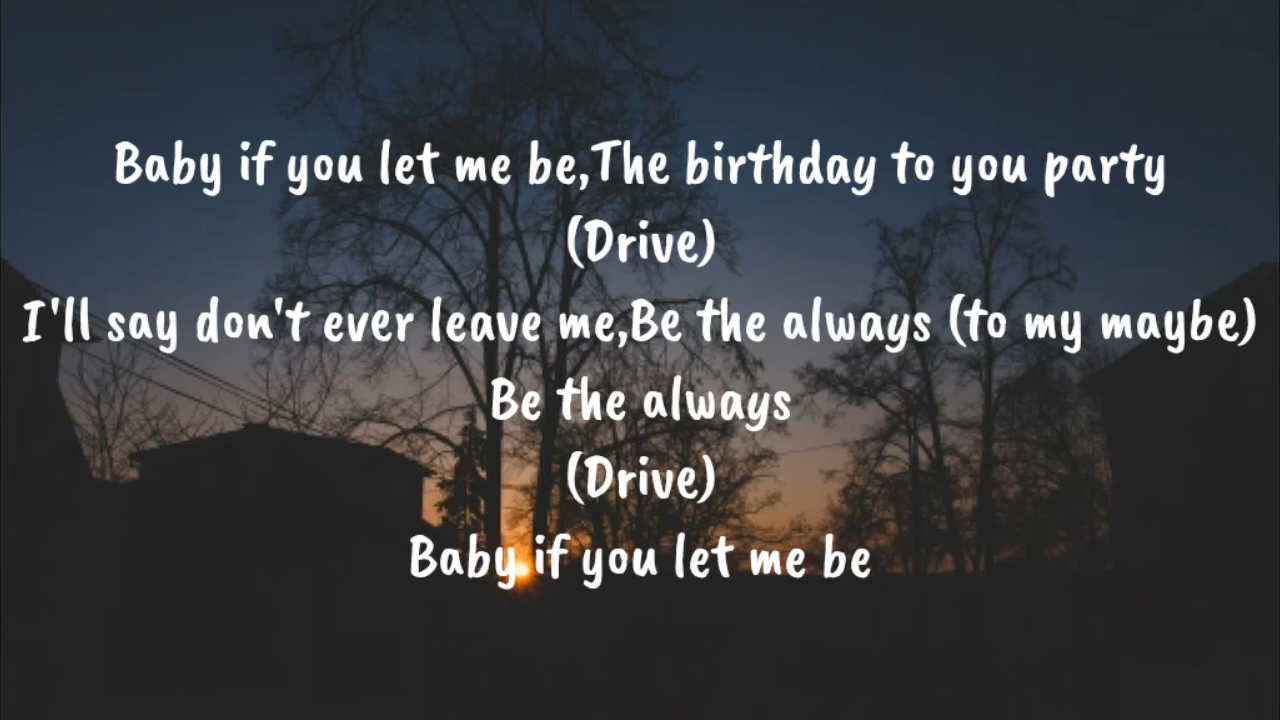 Baby if you let me be,The birthday to you party
(Drive)
I'll say don't ever leave me,Be the always (to my maybe)
Be the always
(Drive)
Baby if you let me be